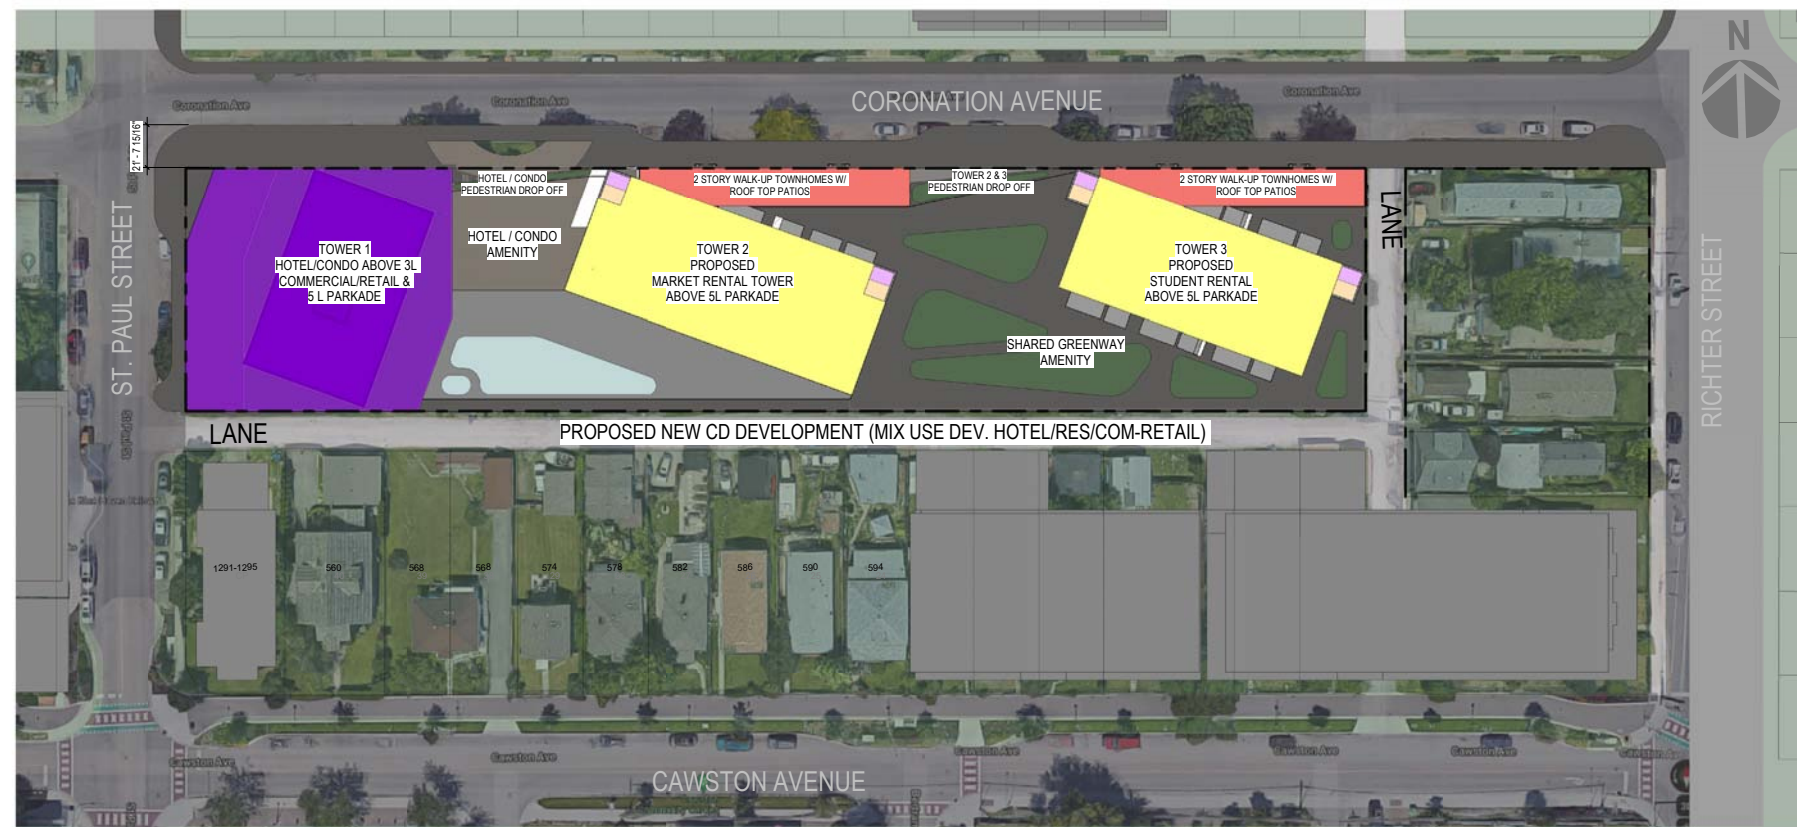 N
CORONATION AVENUE
Coronation Ave
Coronation Ave
Coronation Ave
21' - 7 15/16"
HOTEL / CONDO
PEDESTRIAN DROP OFF
2 STORY WALK-UP TOWNHOMES W/
ROOF TOP PATIOS
TOWER 2 & 3
PEDESTRIAN DROP OFF
2 STORY WALK-UP TOWNHOMES W/
ROOF TOP PATIOS
LANE
ST. PAUL STREET
RICHTER STREET
TOWER 1
HOTEL/CONDO ABOVE 3L
COMMERCIAL/RETAIL &
5 L PARKADE
HOTEL / CONDO
AMENITY
TOWER 2
PROPOSED
MARKET RENTAL TOWER
ABOVE 5L PARKADE
TOWER 3
PROPOSED
STUDENT RENTAL
ABOVE 5L PARKADE
SHARED GREENWAY
AMENITY
LANE
PROPOSED NEW CD DEVELOPMENT (MIX USE DEV. HOTEL/RES/COM-RETAIL)
1291-1295
560
568
568
574
578
582
586
590
594
Cawston Ave
Cawston Ave
Cawston Ave
Cawston Ave
Cawston Ave
CAWSTON AVENUE